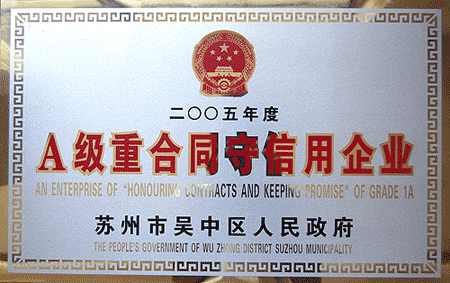 二〇〇五年度
A级重合同守信用企业
AN ENTERPRISE OF "HONOURING CONTRACTS AND KEEPING PROMISE" OF GRADE 1A
苏州市吴中区人民政府
THE PEOPLE'S GOVERNMENT OF WU ZHONG DISTRICT SUZHOU MUNICIPALITY